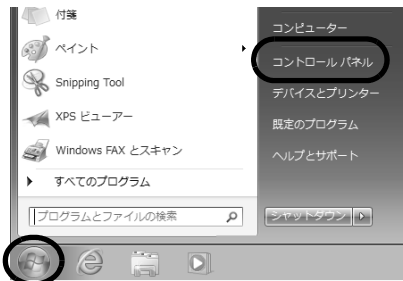 付箋
ペイント
Snipping Tool
XPS ビューアー
Windows FAX とスキャン
すべてのプログラム
プログラムとファイルの検索
コンピューター
コントロール パネル
デバイスとプリンター
既定のプログラム
ヘルプとサポート
シャットダウン